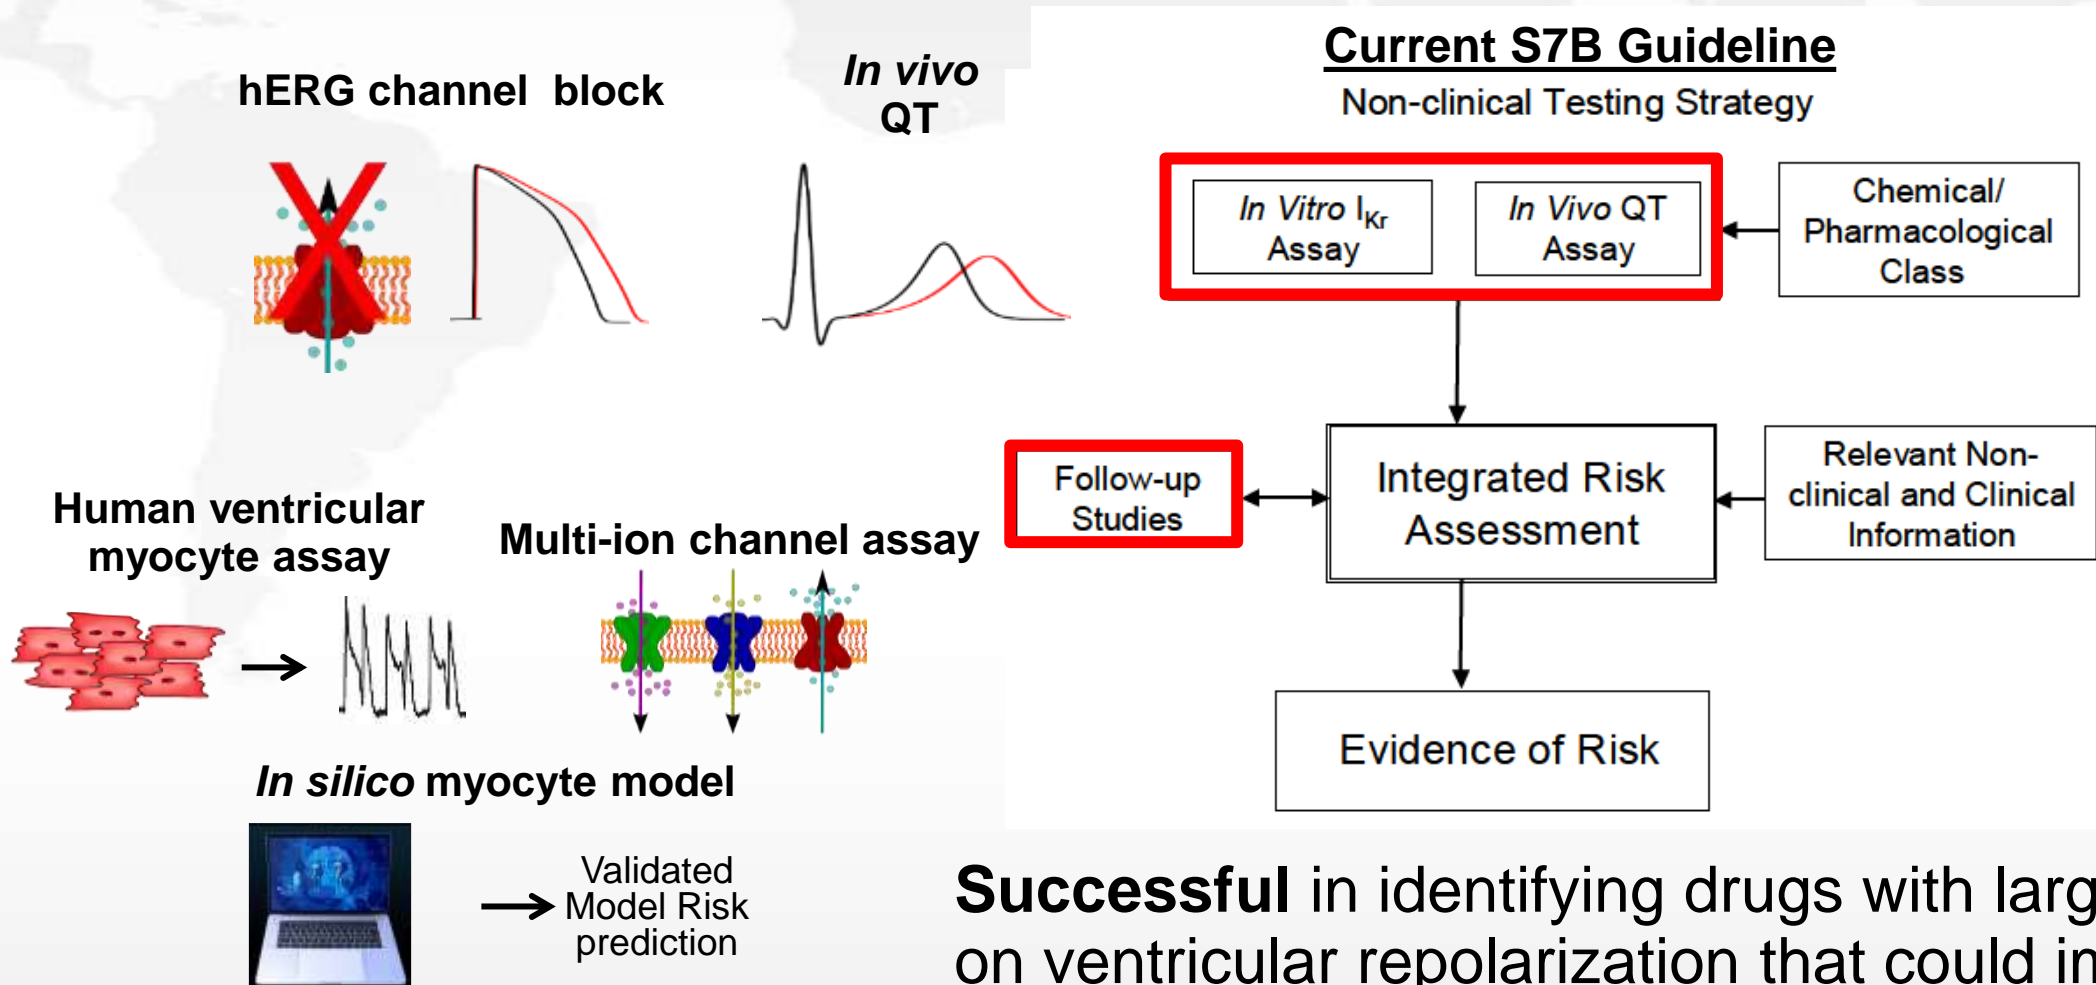 hERG channel block
In vivo
QT
Current S7B Guideline
Non-clinical Testing Strategy
In Vitro IKr
Assay
In Vivo QT
Assay
Chemical/
Pharmacological
Class
Follow-up
Studies
Integrated Risk
Assessment
Relevant Non-
clinical and Clinical
Information
Evidence of Risk
Human ventricular
myocyte assay
Multi-ion channel assay
In silico myocyte model
Validated
Model Risk
prediction
Successful in identifying drugs with larg
on ventricular repolarization that could